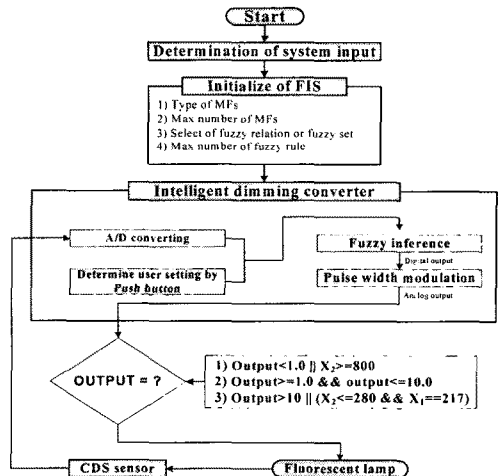 Start
Determination of system input
Initialize of FIS
1) Type of MFs
2) Max number of MFs
3) Select of fuzzy relation or fuzzy set
4) Max number of fuzzy rule
Intelligent dimming converter
A/D converting
Determine user setting by
Push button
Fuzzy inference
Digital output
Pulse width modulation
Analog output
OUTPUT = ?
1) Output<1.0 || X₂>=800
2) Output>=1.0 && output<=10.0
3) Output>10 || (X₂<=280 && X₁==217)
CDS sensor
Fluorescent lamp